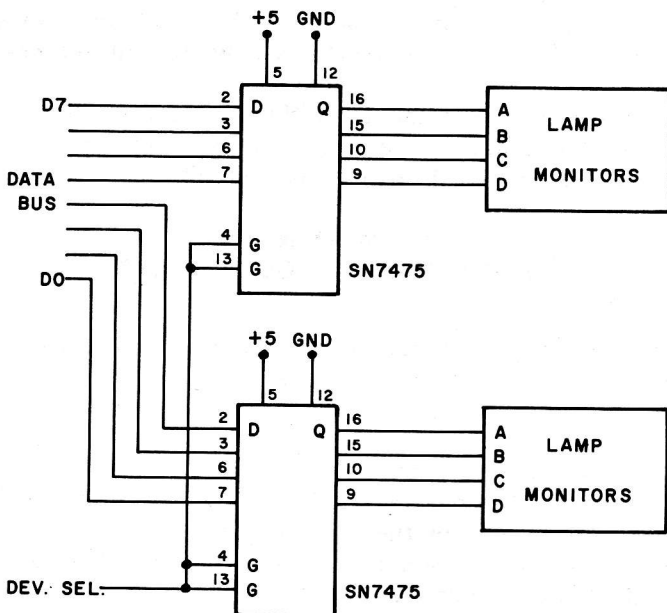 +5 GND
5 12
D7 2 D Q 16 A LAMP
3 15 B
6 10 C MONITORS
DATA 7 9 D
BUS
4 G
13 G SN7475
D0
+5 GND
5 12
2 D Q 16 A LAMP
3 15 B
6 10 C MONITORS
7 9 D
4 G
DEV. SEL. 13 G SN7475